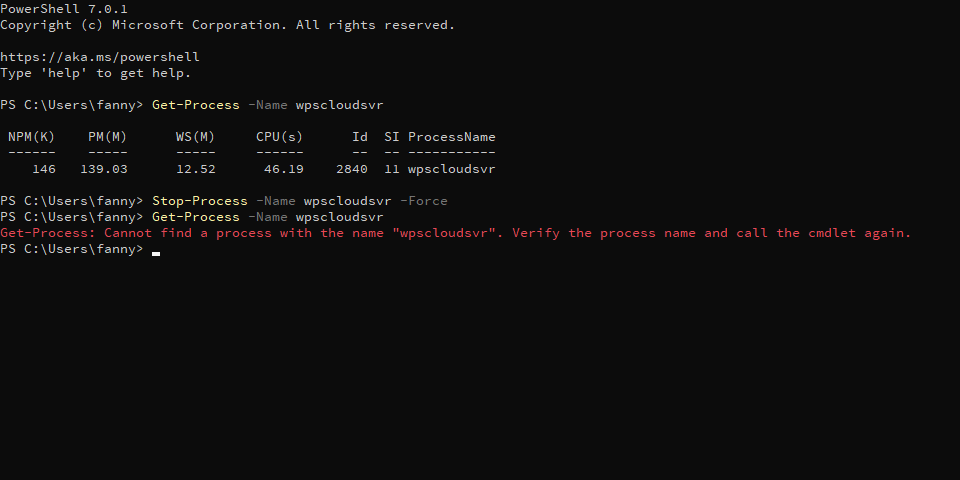 PowerShell 7.0.1
Copyright (c) Microsoft Corporation. All rights reserved.
https://aka.ms/powershell
Type 'help' to get help.
PS C:\Users\fanny> Get-Process -Name wpscloudsvr
NPM(K) PM(M) WS(M) CPU(s) Id SI ProcessName
------ ----- ----- ------ -- -- -----------
146 139.03 12.52 46.19 2840 11 wpscloudsvr
PS C:\Users\fanny> Stop-Process -Name wpscloudsvr -Force
PS C:\Users\fanny> Get-Process -Name wpscloudsvr
Get-Process: Cannot find a process with the name "wpscloudsvr". Verify the process name and call the cmdlet again.
PS C:\Users\fanny>